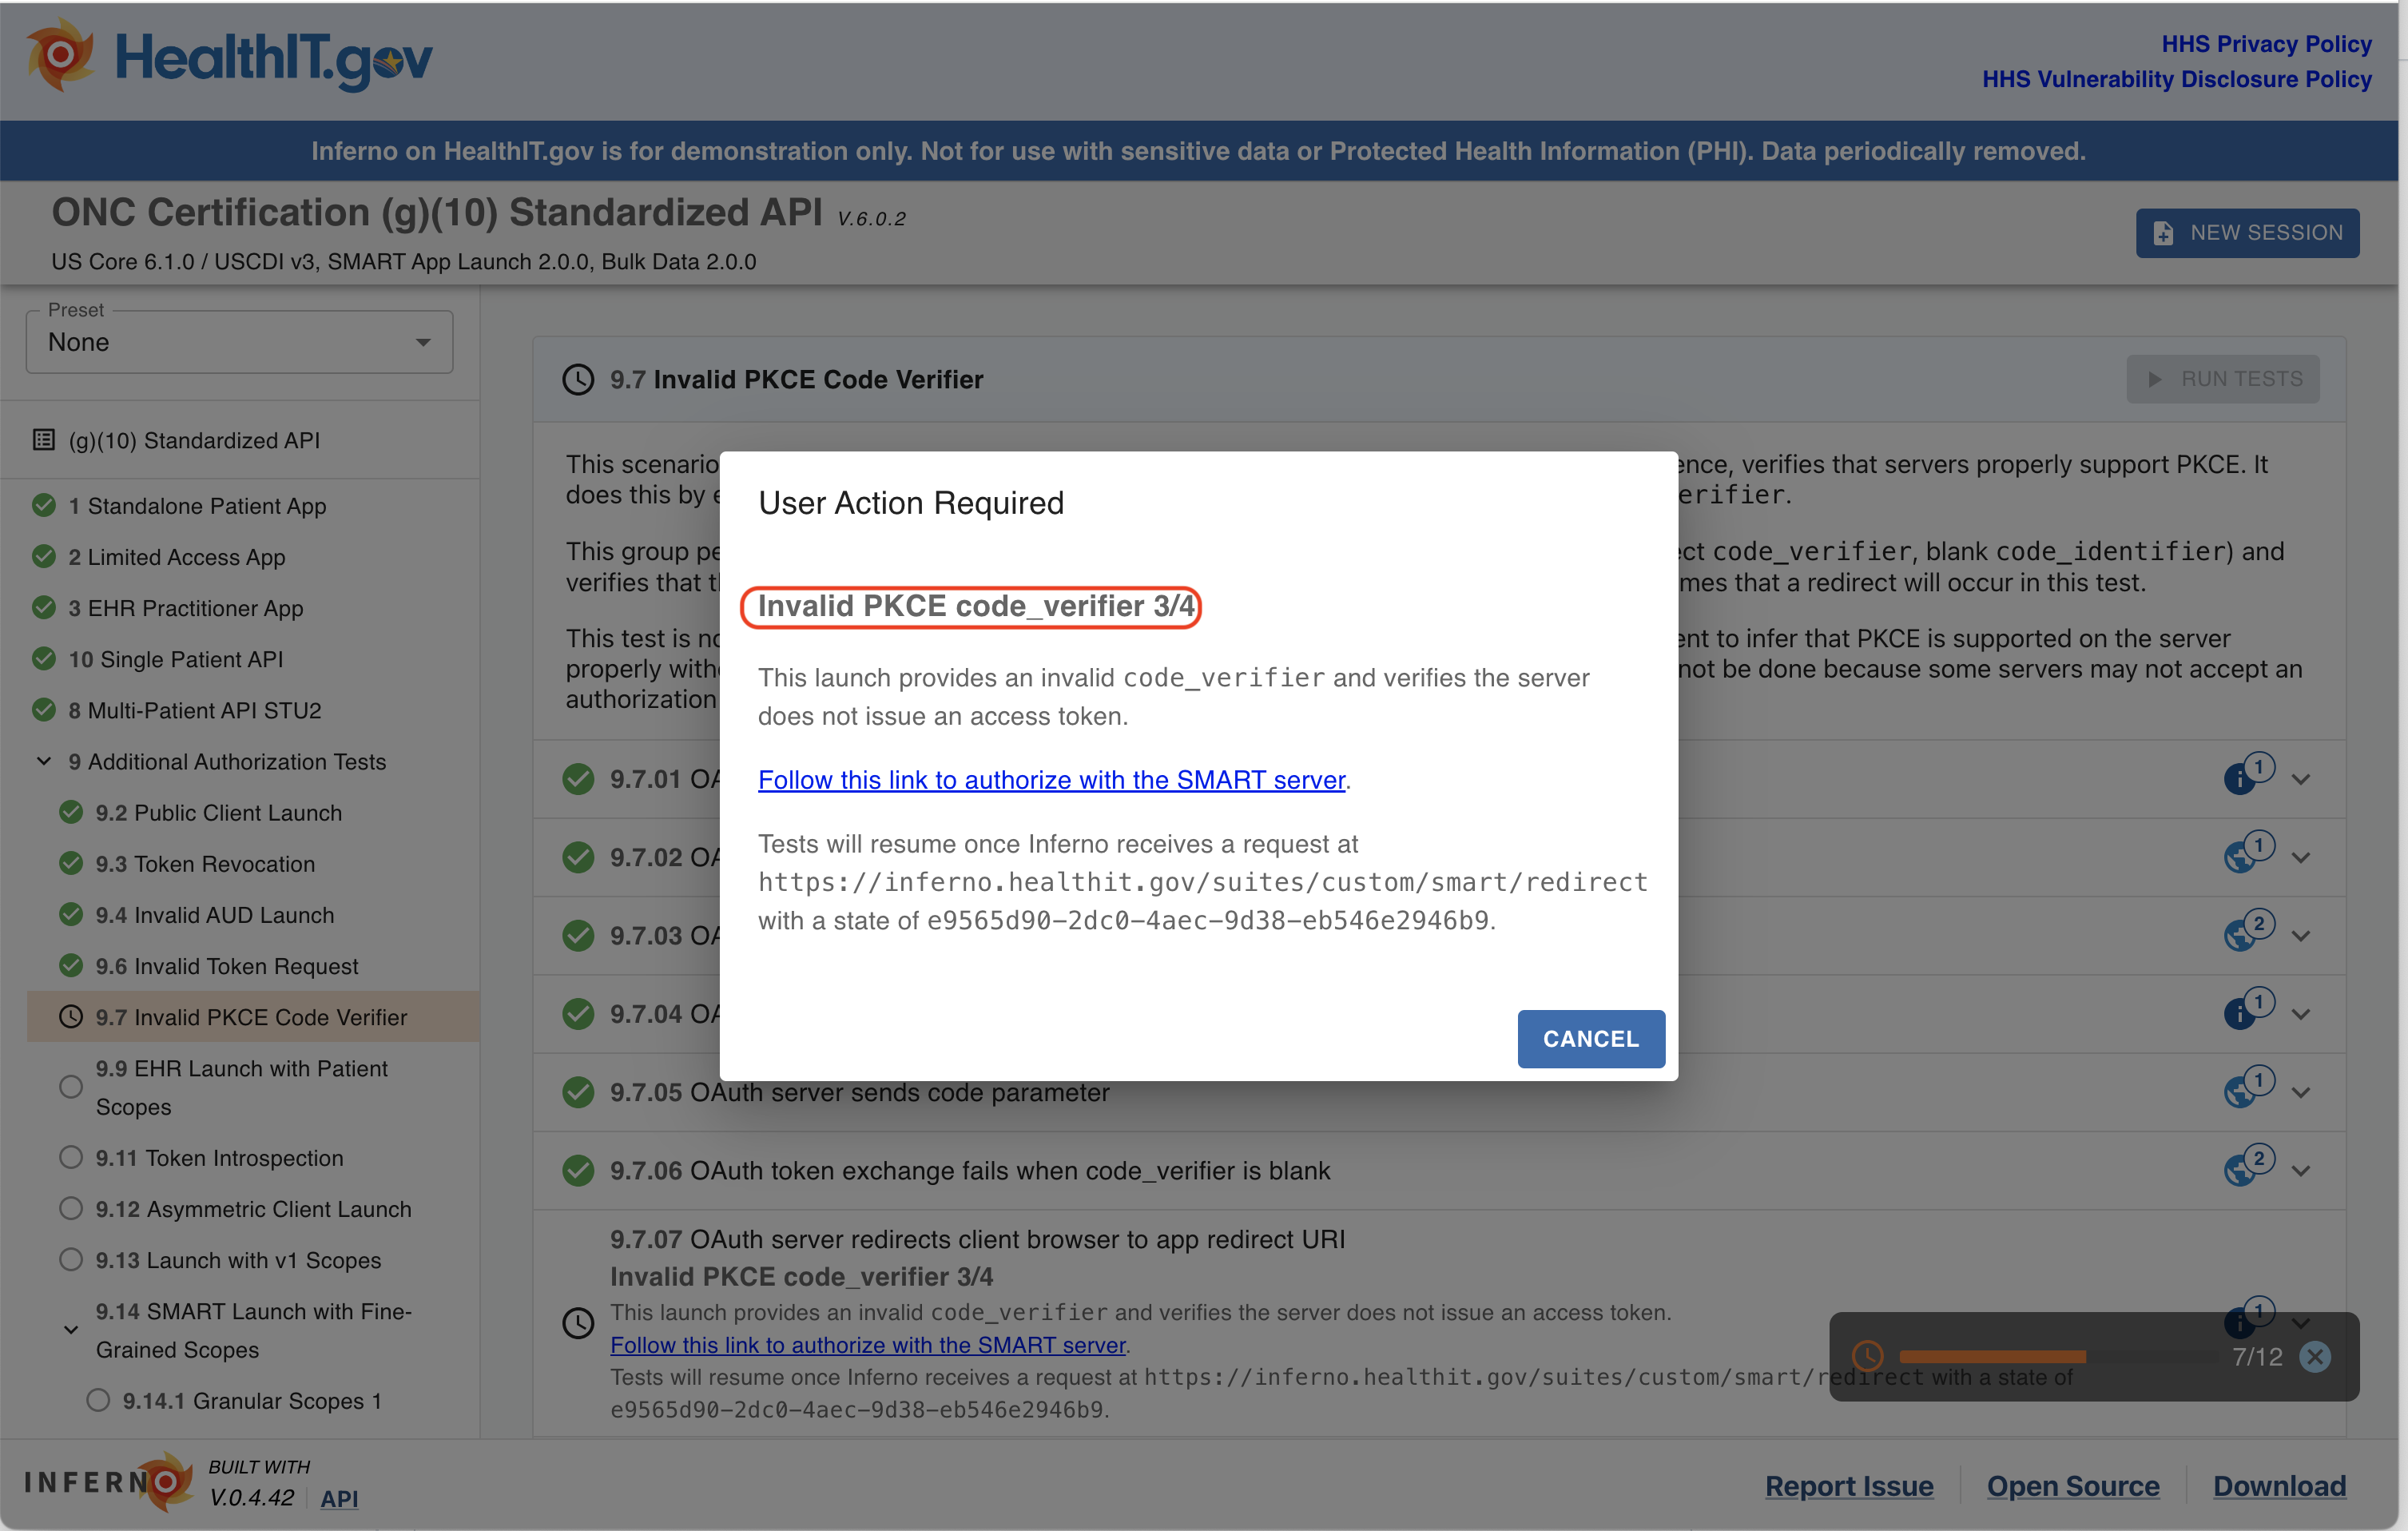 HealthIT.gov
HHS Privacy Policy
HHS Vulnerability Disclosure Policy
Inferno on HealthIT.gov is for demonstration only. Not for use with sensitive data or Protected Health Information (PHI). Data periodically removed.
ONC Certification (g)(10) Standardized API V.6.0.2
US Core 6.1.0 / USCDI v3, SMART App Launch 2.0.0, Bulk Data 2.0.0
NEW SESSION
Preset
None
(g)(10) Standardized API
1 Standalone Patient App
2 Limited Access App
3 EHR Practitioner App
10 Single Patient API
8 Multi-Patient API STU2
9 Additional Authorization Tests
9.2 Public Client Launch
9.3 Token Revocation
9.4 Invalid AUD Launch
9.6 Invalid Token Request
9.7 Invalid PKCE Code Verifier
9.9 EHR Launch with Patient
Scopes
9.11 Token Introspection
9.12 Asymmetric Client Launch
9.13 Launch with v1 Scopes
9.14 SMART Launch with Fine-
Grained Scopes
9.14.1 Granular Scopes 1
9.7 Invalid PKCE Code Verifier
RUN TESTS
This scenario ence, verifies that servers properly support PKCE. It
does this by erifier.
This group pe ct code_verifier, blank code_identifier) and
verifies that t mes that a redirect will occur in this test.
This test is no ent to infer that PKCE is supported on the server
properly with not be done because some servers may not accept an
authorization
User Action Required
Invalid PKCE code_verifier 3/4
This launch provides an invalid code_verifier and verifies the server
does not issue an access token.
Follow this link to authorize with the SMART server.
Tests will resume once Inferno receives a request at
https://inferno.healthit.gov/suites/custom/smart/redirect
with a state of e9565d90-2dc0-4aec-9d38-eb546e2946b9.
CANCEL
9.7.01 OA 1
9.7.02 OA 1
9.7.03 OA 2
9.7.04 OA 1
9.7.05 OAuth server sends code parameter 1
9.7.06 OAuth token exchange fails when code_verifier is blank 2
9.7.07 OAuth server redirects client browser to app redirect URI
Invalid PKCE code_verifier 3/4
This launch provides an invalid code_verifier and verifies the server does not issue an access token. 1
Follow this link to authorize with the SMART server.
7/12
Tests will resume once Inferno receives a request at https://inferno.healthit.gov/suites/custom/smart/redirect with a state of
e9565d90-2dc0-4aec-9d38-eb546e2946b9.
INFERNO
BUILT WITH
V.0.4.42
API
Report Issue
Open Source
Download